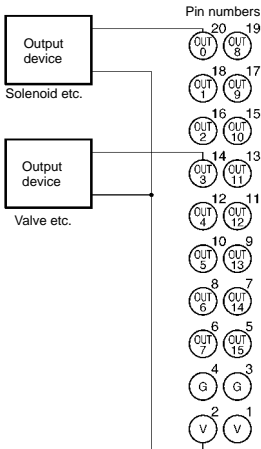 Pin numbers
20 19
OUT 0 OUT 8
Output device
Solenoid etc.
18 17
OUT 1 OUT 9
16 15
OUT 2 OUT 10
14 13
OUT 3 OUT 11
Output device
Valve etc.
12 11
OUT 4 OUT 12
10 9
OUT 5 OUT 13
8 7
OUT 6 OUT 14
6 5
OUT 7 OUT 15
4 3
G G
2 1
V V